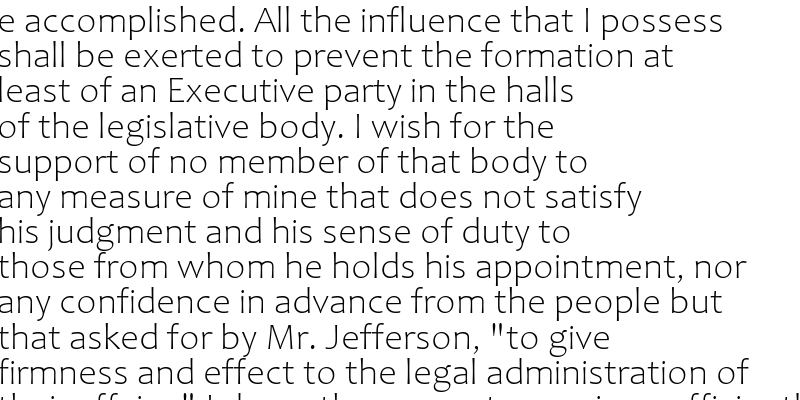 e accomplished. All the influence that I possess
shall be exerted to prevent the formation at
least of an Executive party in the halls
of the legislative body. I wish for the
support of no member of that body to
any measure of mine that does not satisfy
his judgment and his sense of duty to
those from whom he holds his appointment, nor
any confidence in advance from the people but
that asked for by Mr. Jefferson, "to give
firmness and effect to the legal administration of